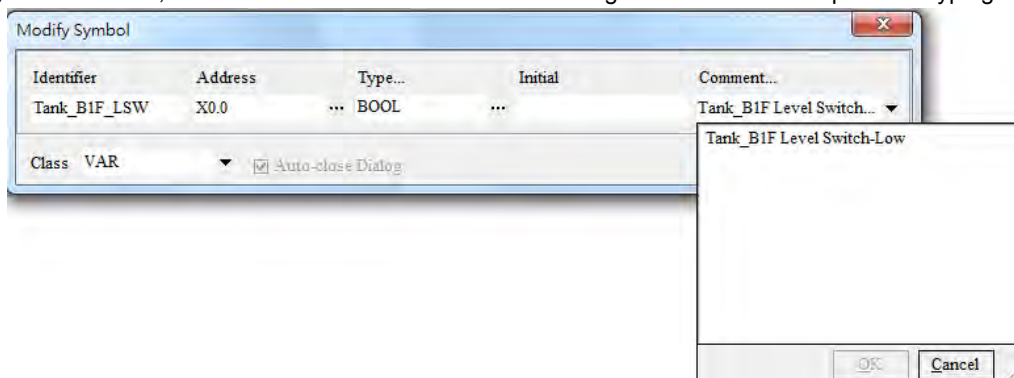 Modify Symbol
Identifier Address Type... Initial Comment...
Tank_B1F_LSW X0.0 ... BOOL ... Tank_B1F Level Switch...
Tank_B1F Level Switch-Low
Class VAR Auto-close Dialog
OK Cancel